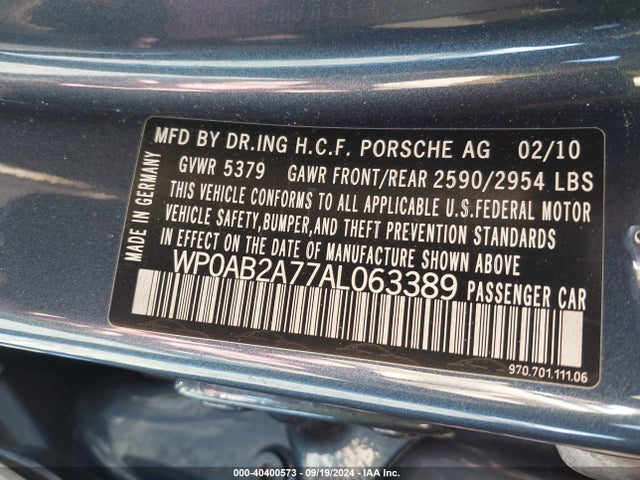 MFD BY DR.ING H.C.F. PORSCHE AG 02/10
GVWR 5379 GAWR FRONT/REAR 2590/2954 LBS
THIS VEHICLE CONFORMS TO ALL APPLICABLE U.S.FEDERAL MOTOR
VEHICLE SAFETY,BUMPER,AND THEFT PREVENTION STANDARDS
IN EFFECT ON THE DATE OF MANUFACTURE SHOWN ABOVE
WP0AB2A77AL063389 PASSENGER CAR
MADE IN GERMANY
970.701.111.06
000-40400573 - 09/19/2024 - IAA Inc.